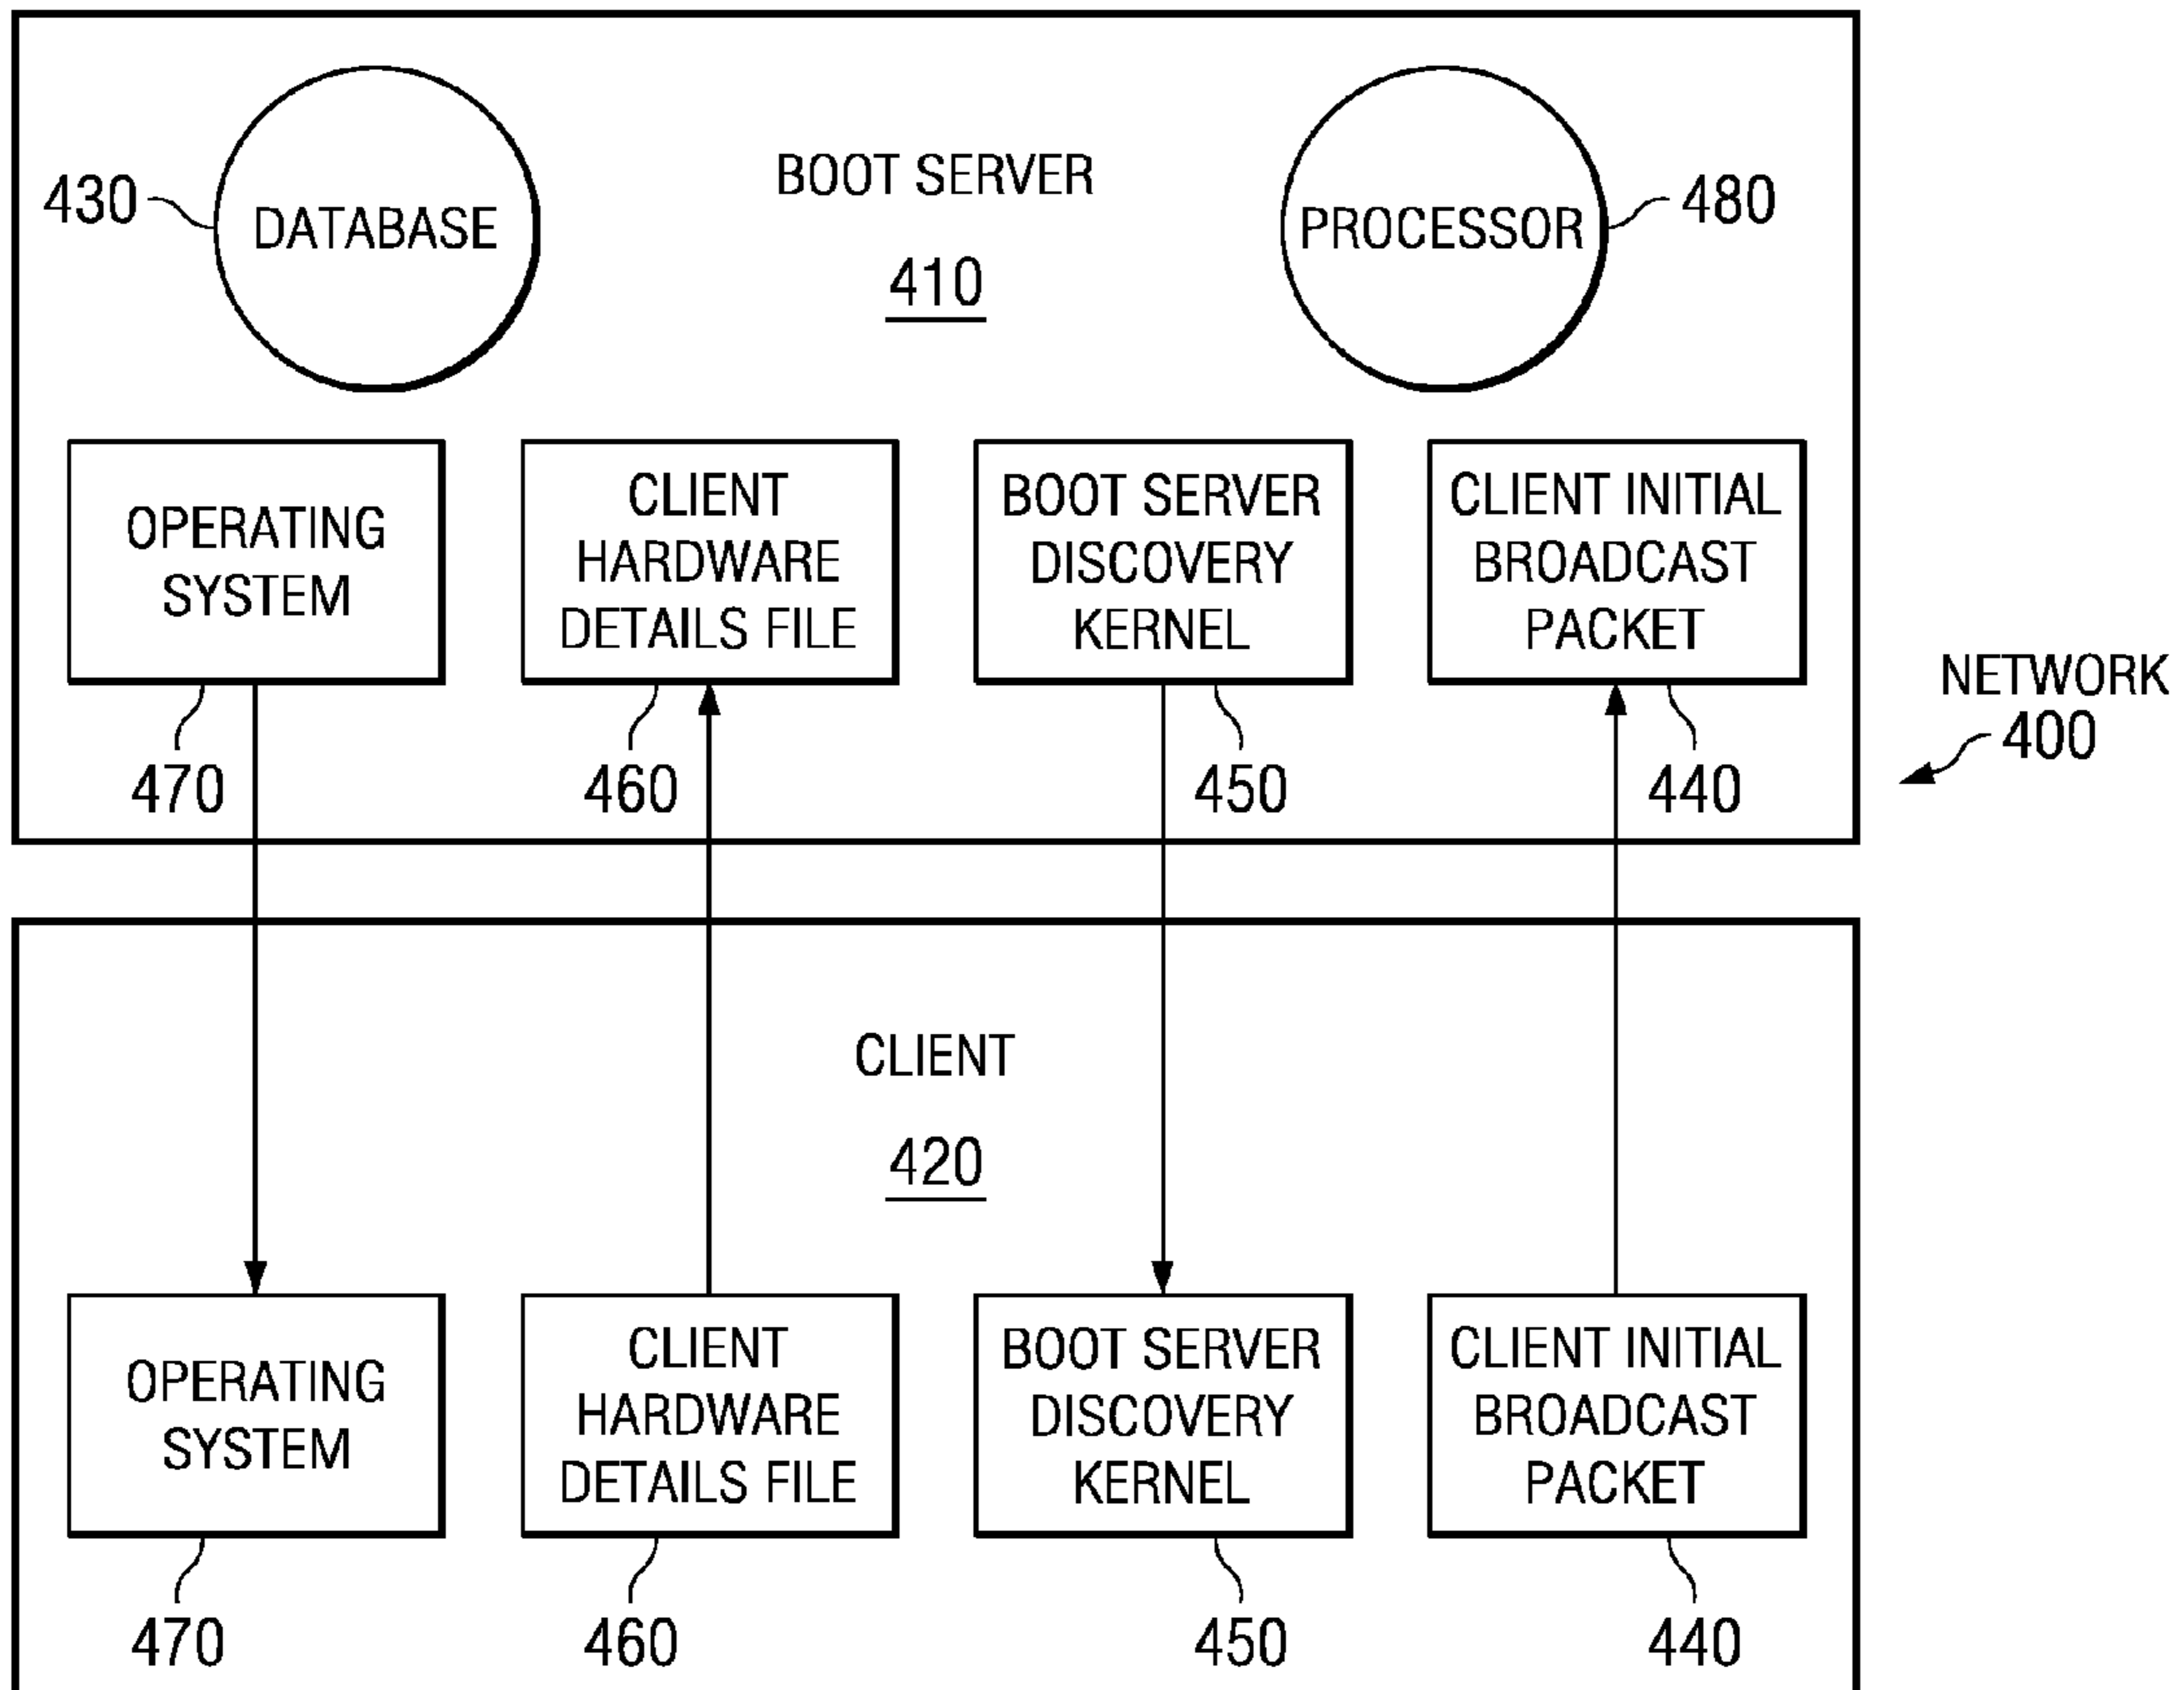 BOOT SERVER
410
430
DATABASE
PROCESSOR
480
OPERATING
SYSTEM
470
CLIENT
HARDWARE
DETAILS FILE
460
BOOT SERVER
DISCOVERY
KERNEL
450
CLIENT INITIAL
BROADCAST
PACKET
440
NETWORK
400
CLIENT
420
OPERATING
SYSTEM
470
CLIENT
HARDWARE
DETAILS FILE
460
BOOT SERVER
DISCOVERY
KERNEL
450
CLIENT INITIAL
BROADCAST
PACKET
440